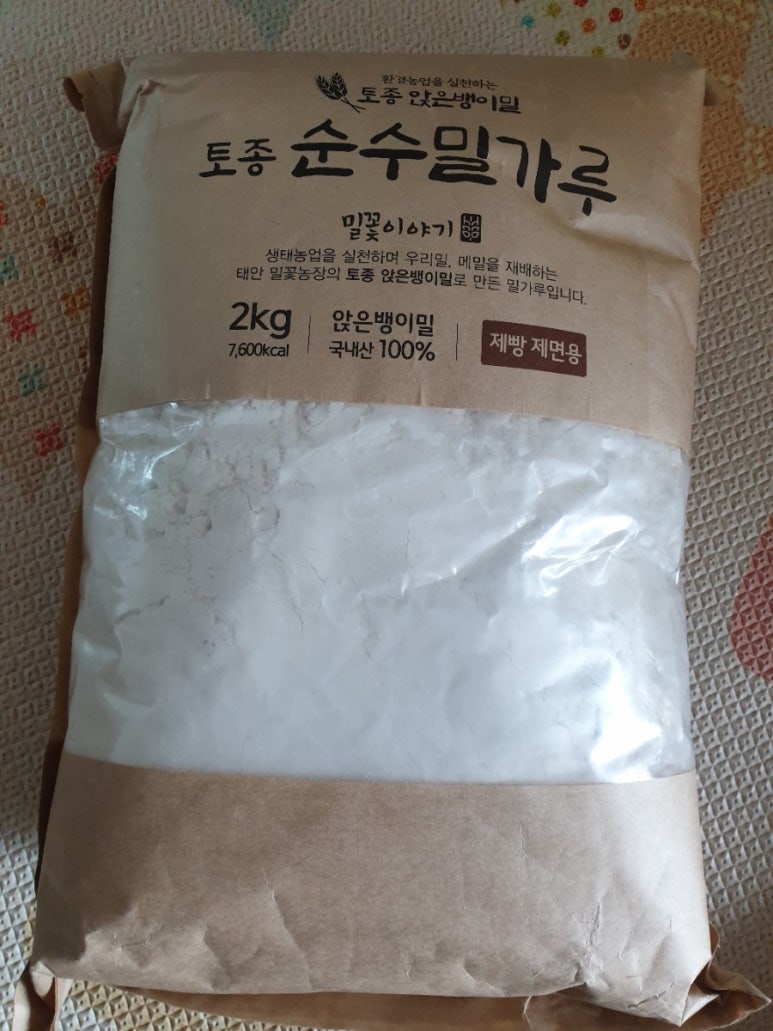 환경농업을 실천하는
토종 앉은뱅이밀
토종 순수밀가루
밀꽃이야기
생태농업을 실천하며 우리밀, 메밀을 재배하는
태안 밀꽃농장의 토종 앉은뱅이밀로 만든 밀가루입니다.
2kg
7,600kcal
앉은뱅이밀
국내산 100%
제빵 제면용